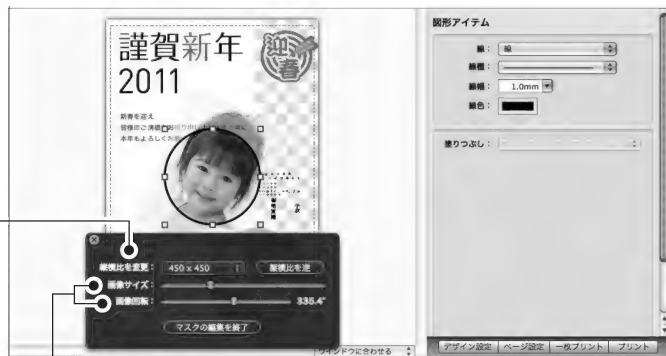 謹賀新年
2011
迎春
新春を迎え
本年もよろしくお
縦横比を変更： 450 x 450 縦横比を逆
画像サイズ：
画像回転： 335.4°
マスクの編集を終了
ウインドウに合わせる
図形アイテム
線： 線
線種：
線幅： 1.0mm
線色：
塗りつぶし：
デザイン設定 ページ設定 一枚プリント プリント